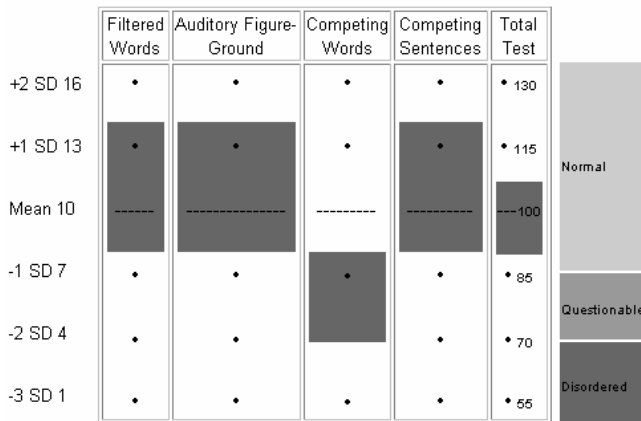 Filtered Words
Auditory Figure-Ground
Competing Words
Competing Sentences
Total Test
+2 SD 16
130
+1 SD 13
115
Normal
Mean 10
100
-1 SD 7
85
Questionable
-2 SD 4
70
Disordered
-3 SD 1
55